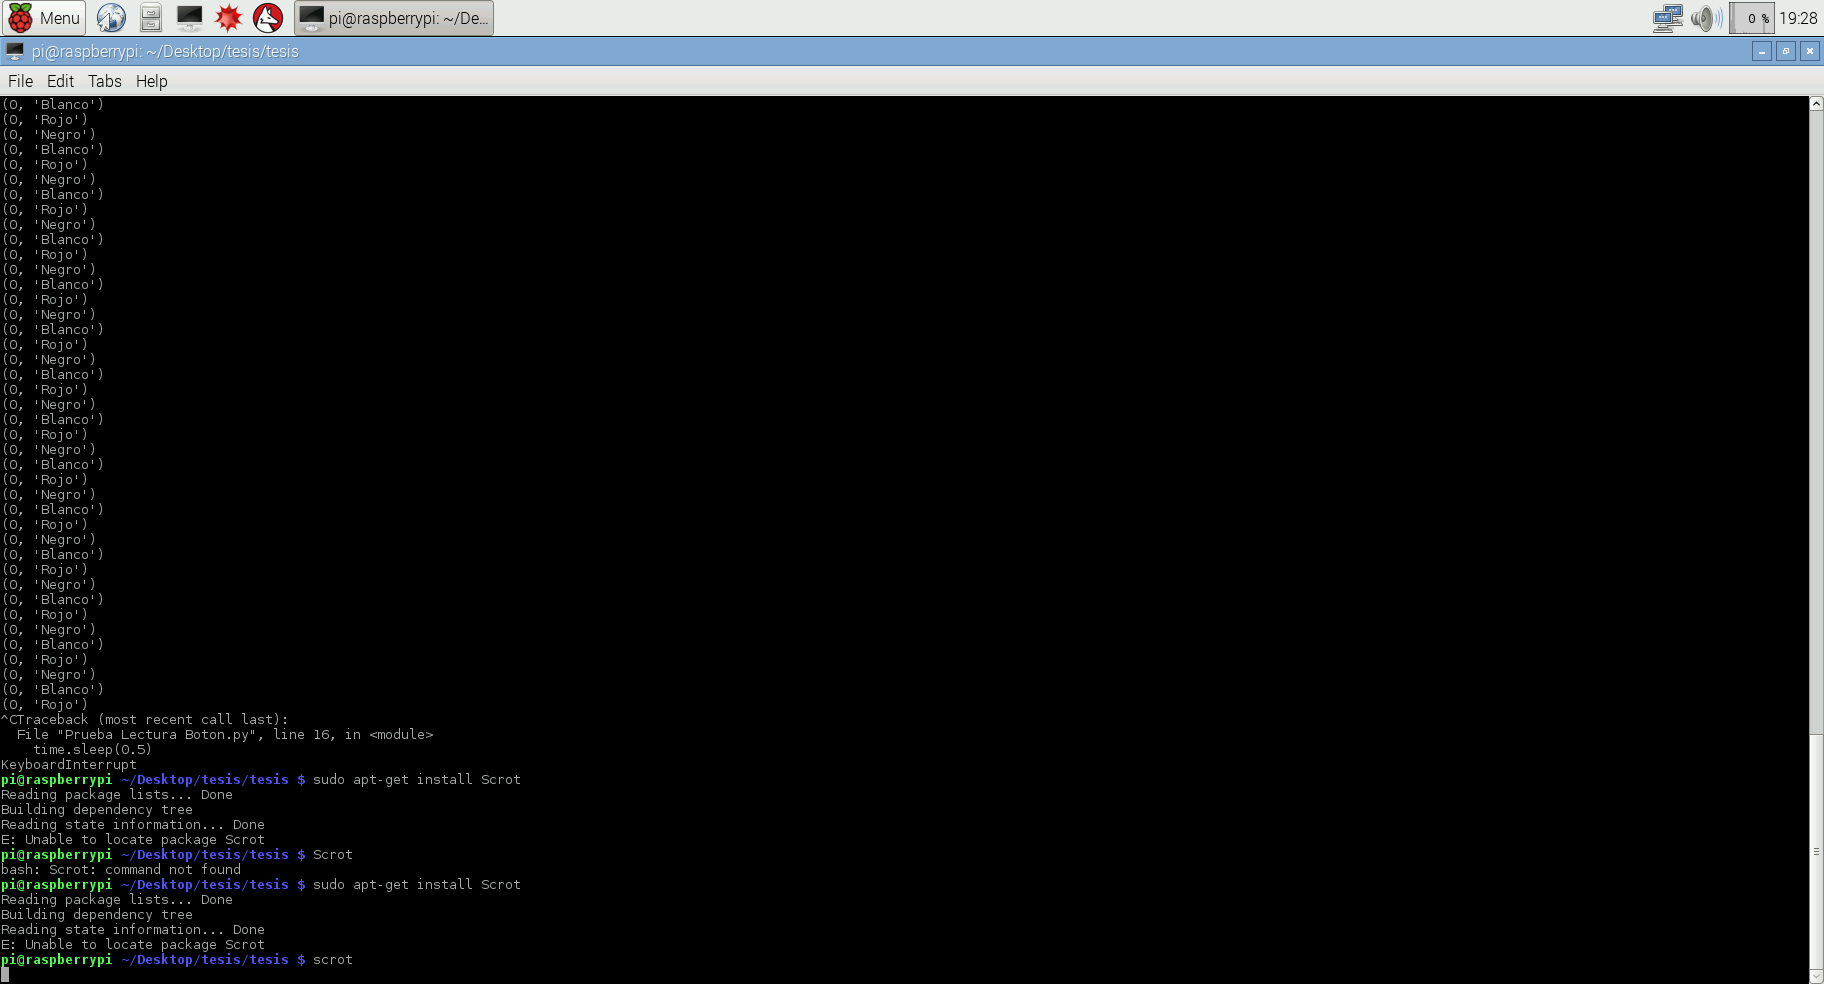 Menu
pi@raspberrypi: ~/De...
0 %
19:28
pi@raspberrypi: ~/Desktop/tesis/tesis
File Edit Tabs Help
(0, 'Blanco')
(0, 'Rojo')
(0, 'Negro')
(0, 'Blanco')
(0, 'Rojo')
(0, 'Negro')
(0, 'Blanco')
(0, 'Rojo')
(0, 'Negro')
(0, 'Blanco')
(0, 'Rojo')
(0, 'Negro')
(0, 'Blanco')
(0, 'Rojo')
(0, 'Negro')
(0, 'Blanco')
(0, 'Rojo')
(0, 'Negro')
(0, 'Blanco')
(0, 'Rojo')
(0, 'Negro')
(0, 'Blanco')
(0, 'Rojo')
(0, 'Negro')
(0, 'Blanco')
(0, 'Rojo')
(0, 'Negro')
(0, 'Blanco')
(0, 'Rojo')
(0, 'Negro')
(0, 'Blanco')
(0, 'Rojo')
(0, 'Negro')
(0, 'Blanco')
(0, 'Rojo')
(0, 'Negro')
(0, 'Blanco')
(0, 'Rojo')
(0, 'Negro')
(0, 'Blanco')
(0, 'Rojo')
^CTraceback (most recent call last):
  File "Prueba Lectura Boton.py", line 16, in <module>
    time.sleep(0.5)
KeyboardInterrupt
pi@raspberrypi ~/Desktop/tesis/tesis $ sudo apt-get install Scrot
Reading package lists... Done
Building dependency tree
Reading state information... Done
E: Unable to locate package Scrot
pi@raspberrypi ~/Desktop/tesis/tesis $ Scrot
bash: Scrot: command not found
pi@raspberrypi ~/Desktop/tesis/tesis $ sudo apt-get install Scrot
Reading package lists... Done
Building dependency tree
Reading state information... Done
E: Unable to locate package Scrot
pi@raspberrypi ~/Desktop/tesis/tesis $ scrot